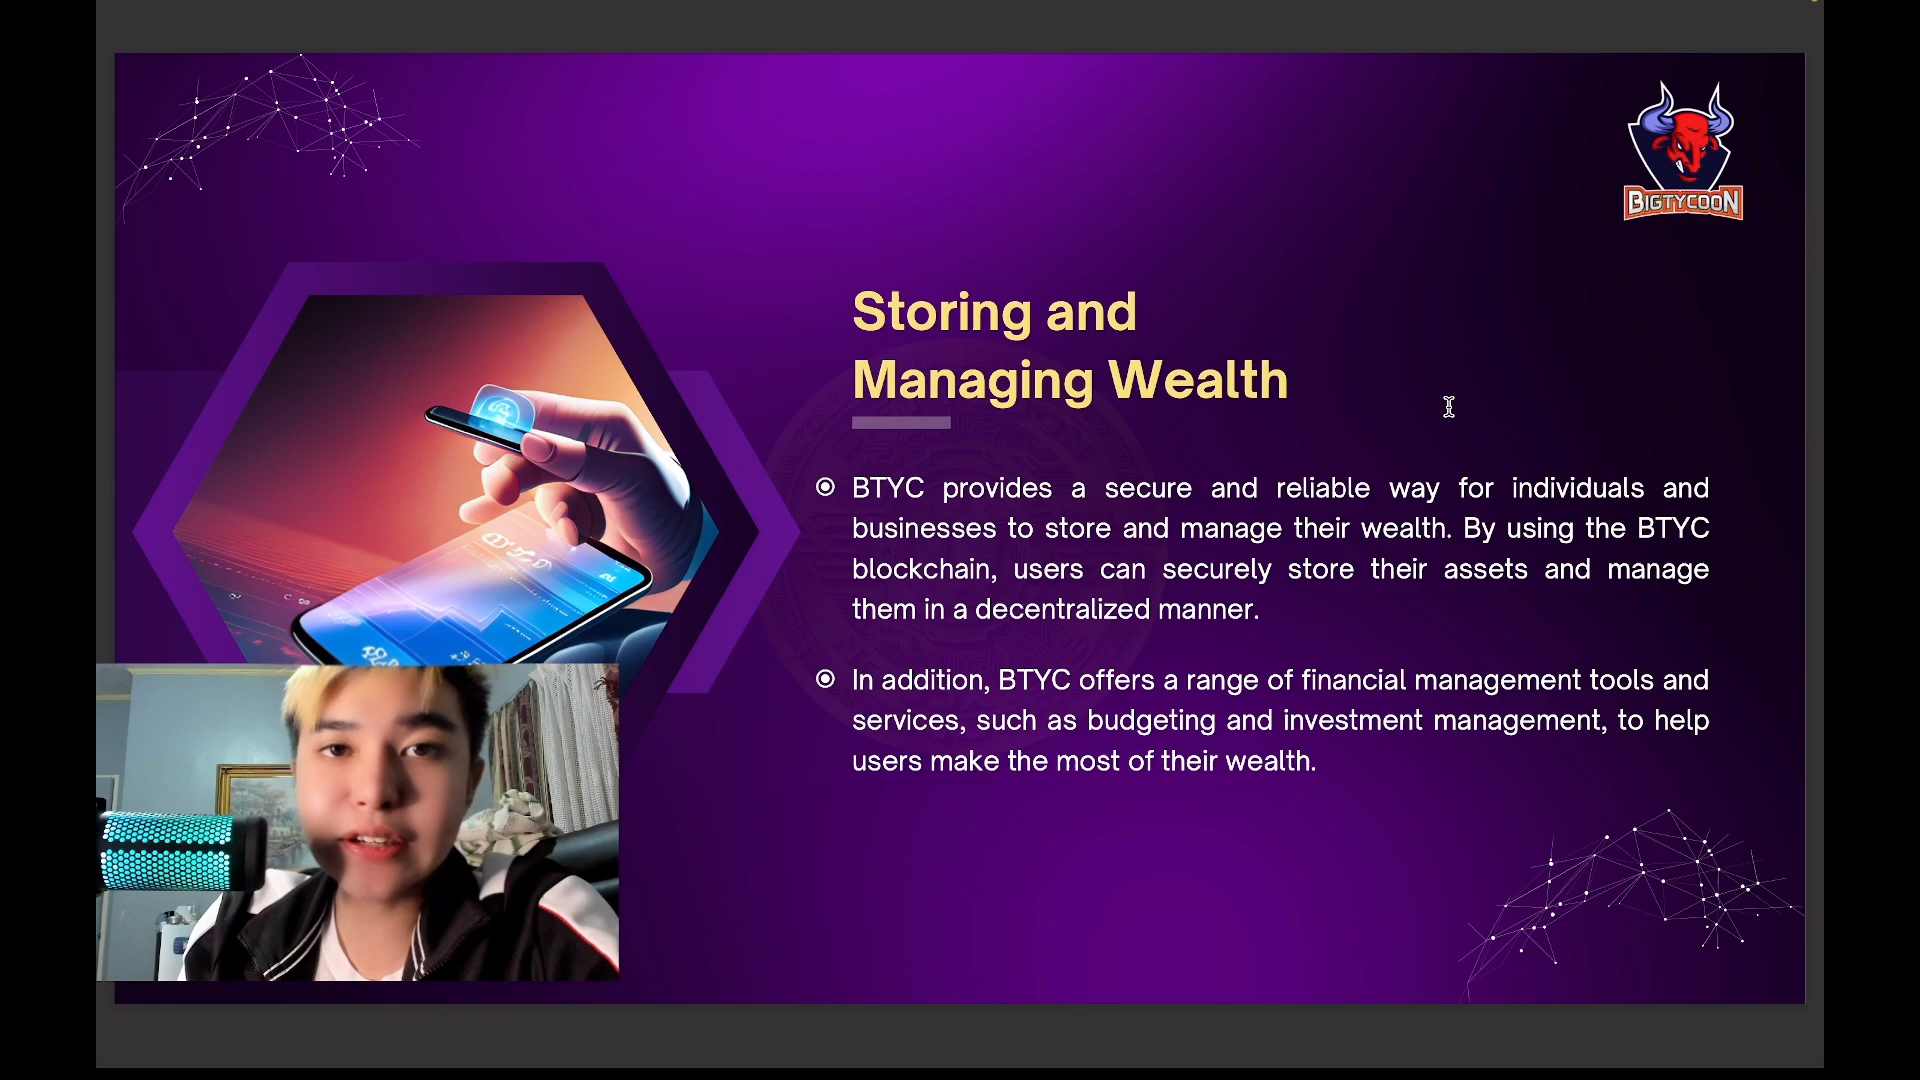 BIGTYCOON
Storing and
Managing Wealth
BTYC provides a secure and reliable way for individuals and
businesses to store and manage their wealth. By using the BTYC
blockchain, users can securely store their assets and manage
them in a decentralized manner.
In addition, BTYC offers a range of financial management tools and
services, such as budgeting and investment management, to help
users make the most of their wealth.